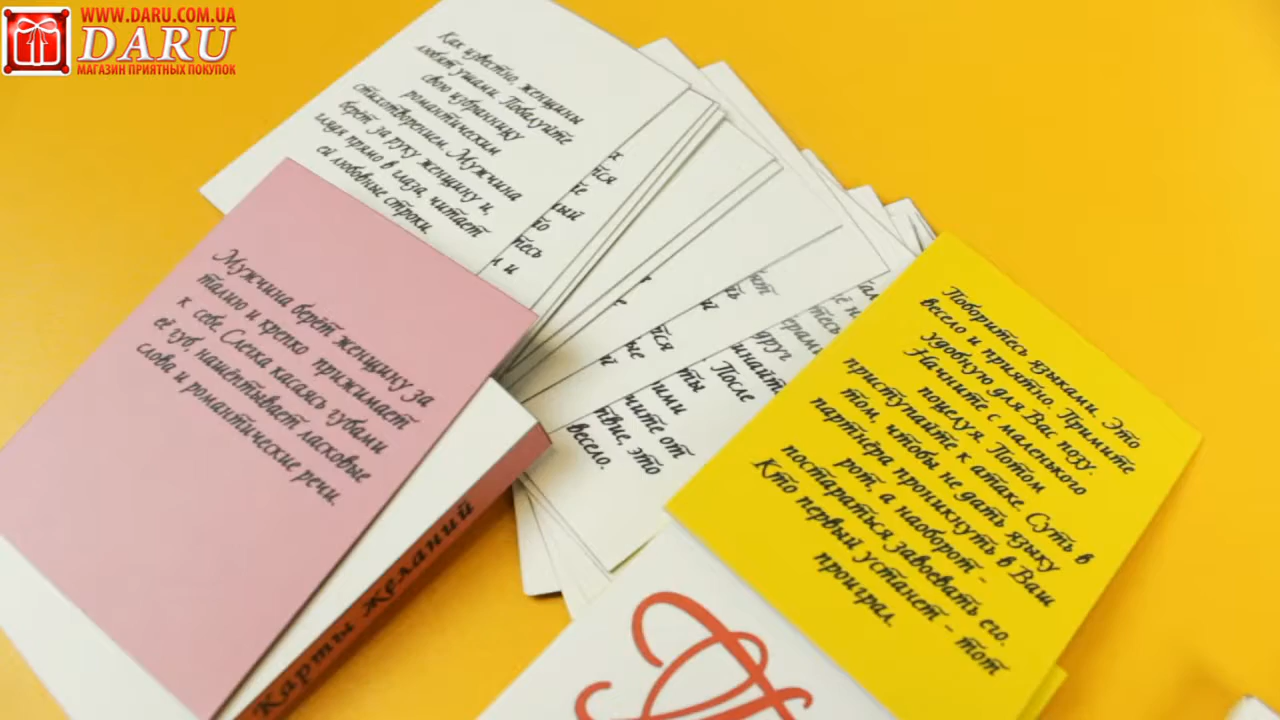 WWW.DARU.COM.UA
DARU
МАГАЗИН ПРИЯТНЫХ ПОКУПОК
Как известно, женщины
любят ушами. Побалуйте
свою избранницу
романтическим
стихотворением. Мужчина
берёт за руку женщину и,
глядя прямо в глаза, читает
ей любовные строки.
Мужчина берёт женщину за
талию и крепко прижимает
к себе. Слегка касаясь губами
её губ, нашёптывает ласковые
слова и романтические речи.
Карты желаний
друг
После
ими
это
весело.
Поборитесь языками. Это
весело и приятно. Примите
удобную для Вас позу.
Начните с маленького
поцелуя. Потом
приступайте к атаке. Суть в
том, чтобы не дать языку
партнёра проникнуть в Ваш
рот, а наоборот -
постараться завоевать его.
Кто первый устанет - тот
проиграл.